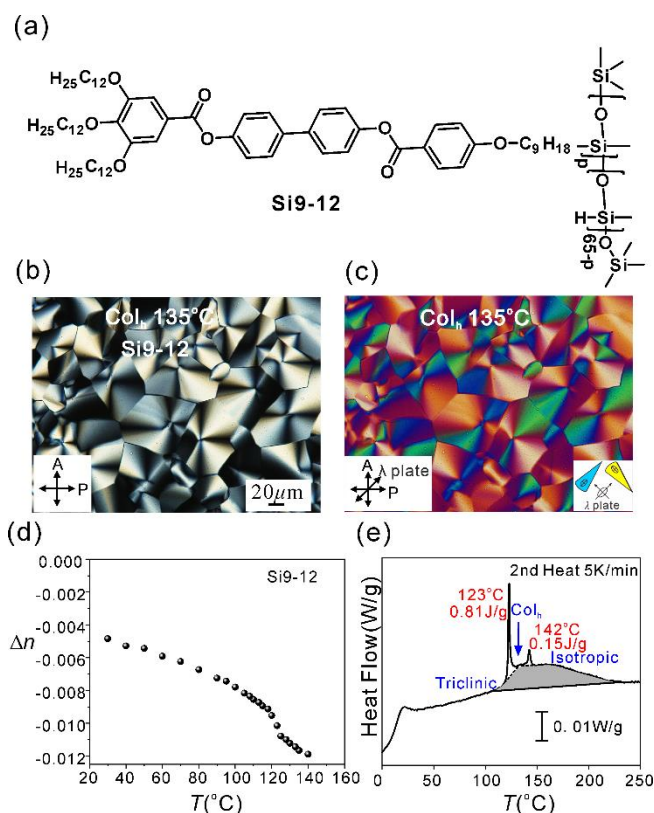 (a)
H25C12O
H25C12O
H25C12O
O
O
O
O
O
C9H18
Si
O
Si
p
O
H-Si
O
65-p
Si
Si9-12
(b)
(c)
Colh 135°C
Si9-12
A
P
20μm
Colh 135°C
A
λ plate
P
λ plate
(d)
(e)
0.000
-0.002
-0.004
-0.006
-0.008
-0.010
-0.012
Δn
Si9-12
20 40 60 80 100 120 140 160
T(°C)
Heat Flow(W/g)
2nd Heat 5K/min
123°C
0.81J/g
Colh
142°C
0.15J/g
Isotropic
Triclinic
0.01W/g
0 50 100 150 200 250
T(°C)